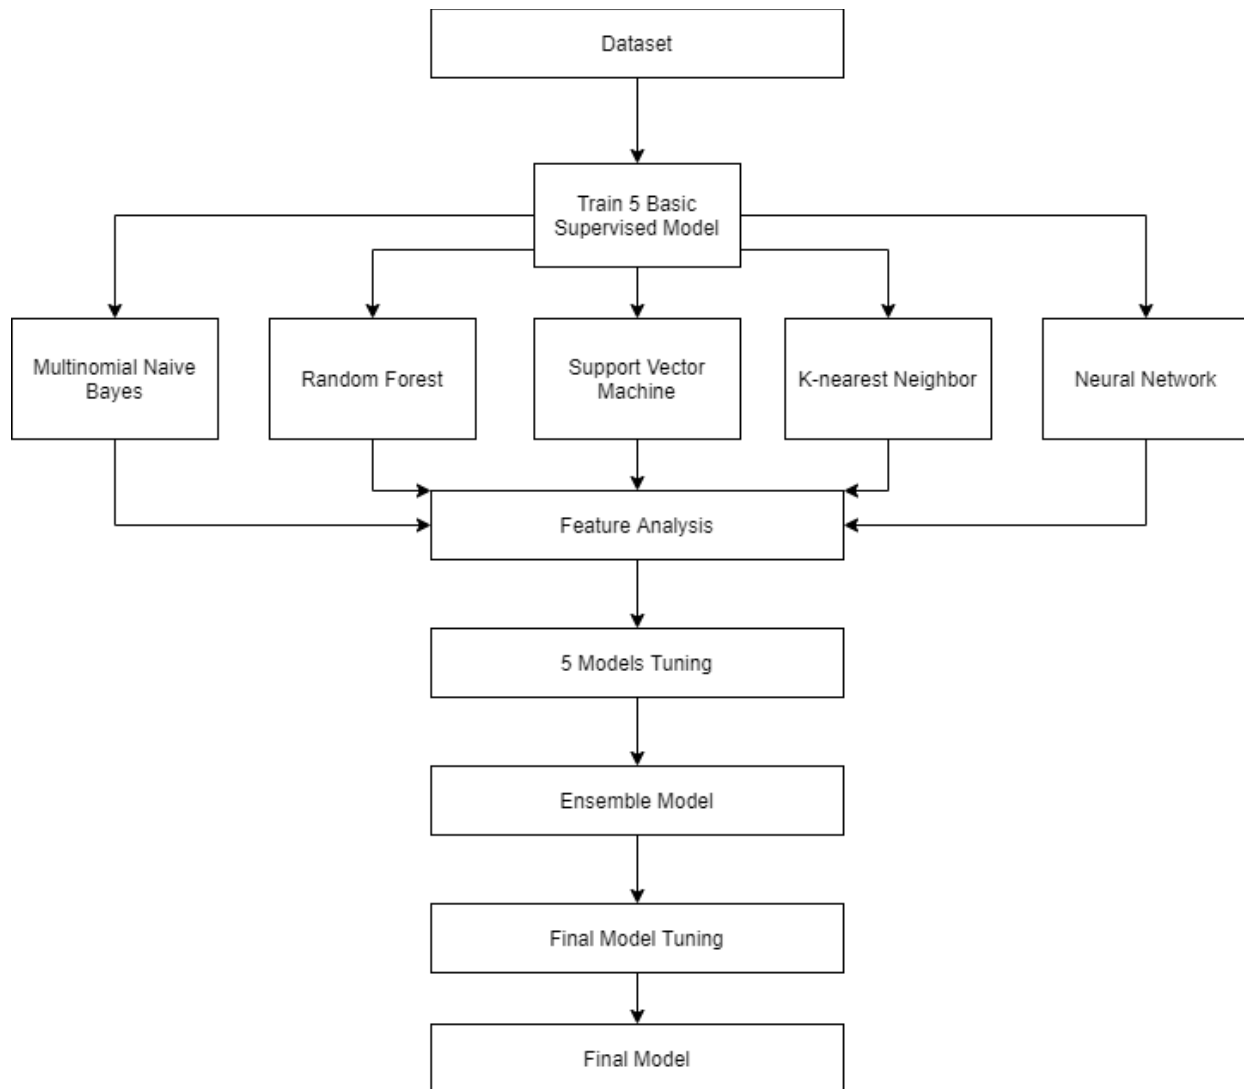 Dataset
Train 5 Basic
Supervised Model
Multinomial Naive
Bayes
Random Forest
Support Vector
Machine
K-nearest Neighbor
Neural Network
Feature Analysis
5 Models Tuning
Ensemble Model
Final Model Tuning
Final Model